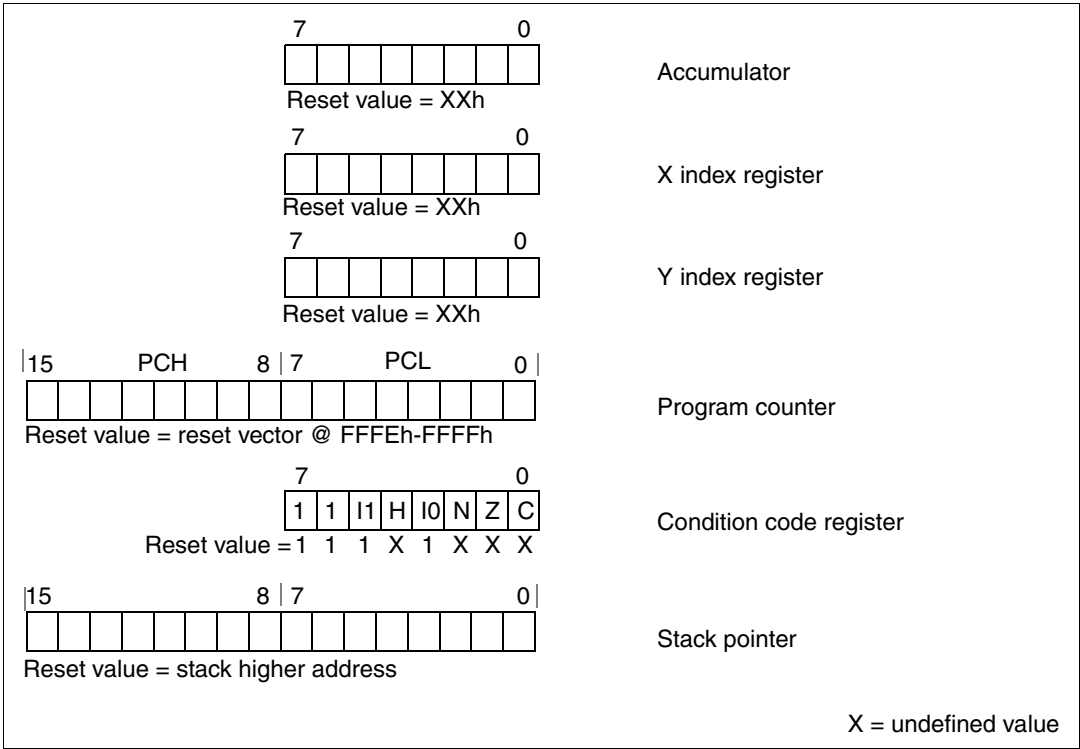 7 0
Accumulator
Reset value = XXh
7 0
X index register
Reset value = XXh
7 0
Y index register
Reset value = XXh
15 PCH 8 7 PCL 0
Program counter
Reset value = reset vector @ FFFEh-FFFFh
7 0
1 1 I1 H I0 N Z C
Condition code register
Reset value = 1 1 1 X 1 X X X
15 8 7 0
Stack pointer
Reset value = stack higher address
X = undefined value